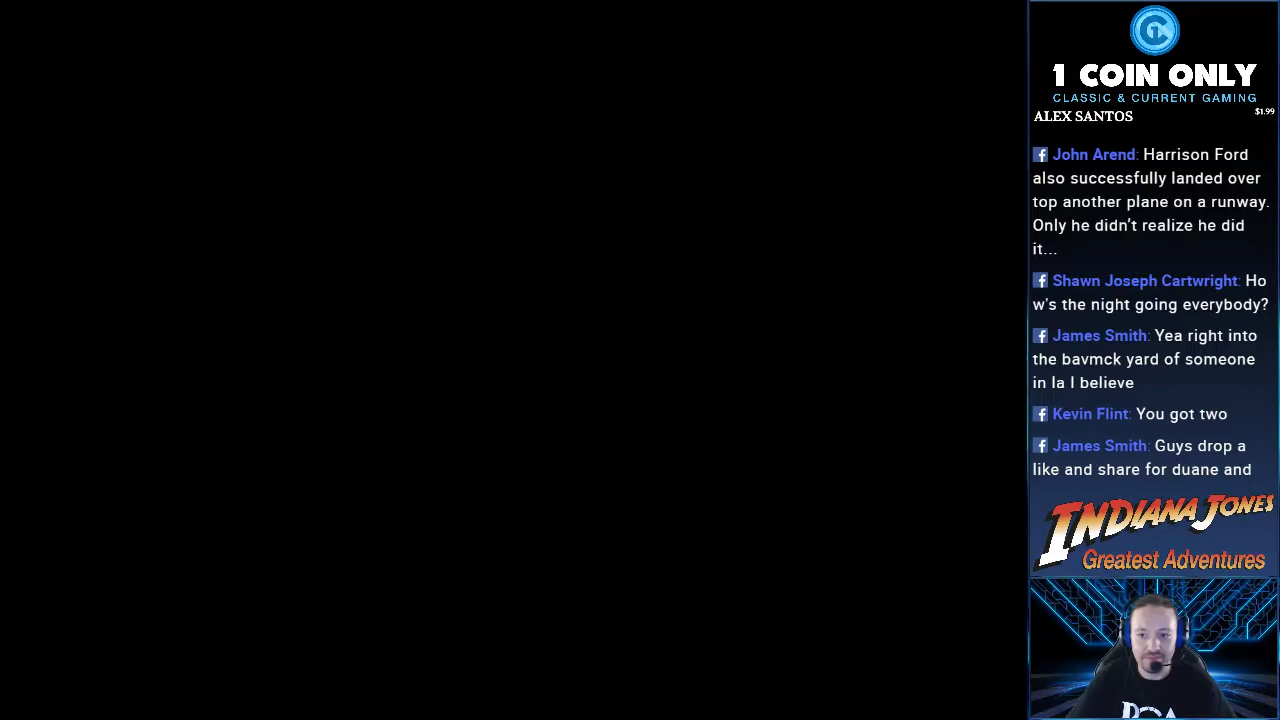 1 COIN ONLY
CLASSIC & CURRENT GAMING
ALEX SANTOS $1.99
John Arend: Harrison Ford
also successfully landed over
top another plane on a runway.
Only he didn't realize he did
it...
Shawn Joseph Cartwright: Ho
w's the night going everybody?
James Smith: Yea right into
the bavmck yard of someone
in la I believe
Kevin Flint: You got two
James Smith: Guys drop a
like and share for duane and
INDIANA JONES
Greatest Adventures